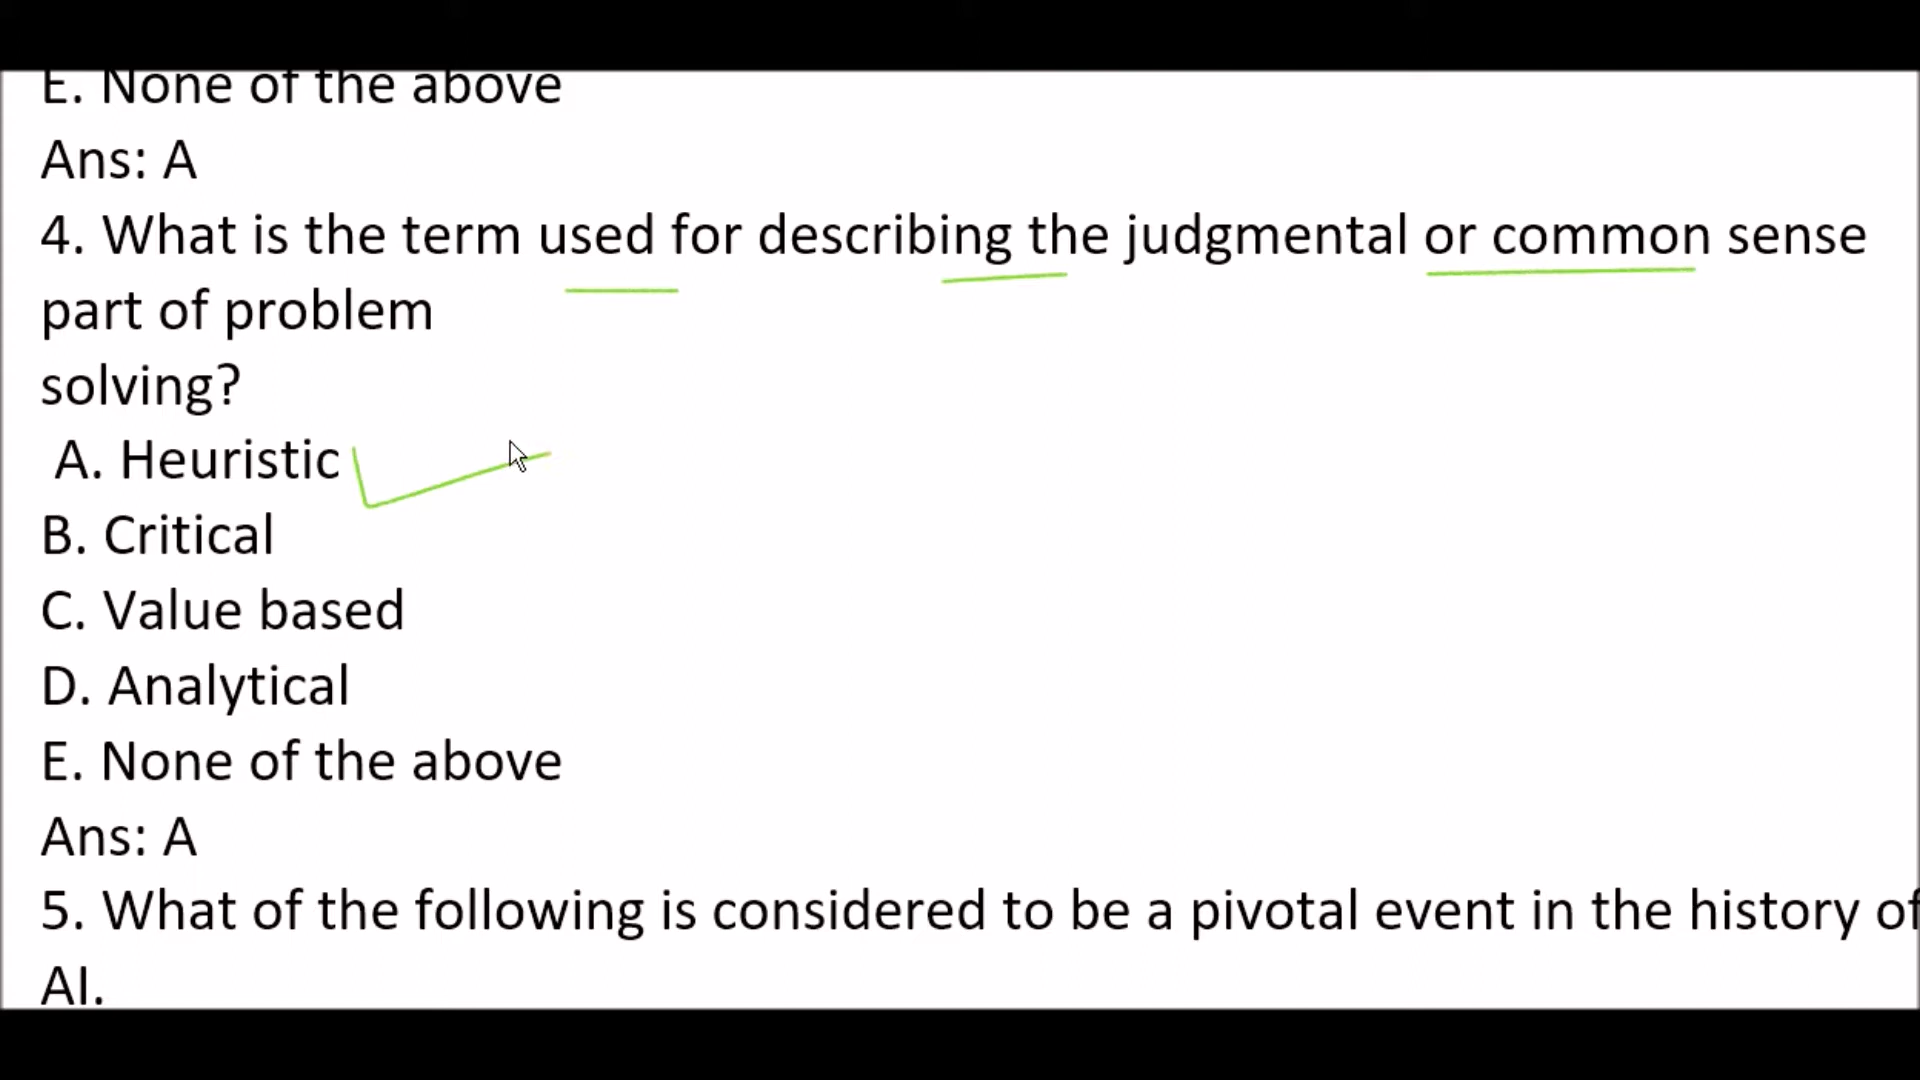 E. None of the above
Ans: A
4. What is the term used for describing the judgmental or common sense
part of problem
solving?
A. Heuristic
B. Critical
C. Value based
D. Analytical
E. None of the above
Ans: A
5. What of the following is considered to be a pivotal event in the history of
AI.